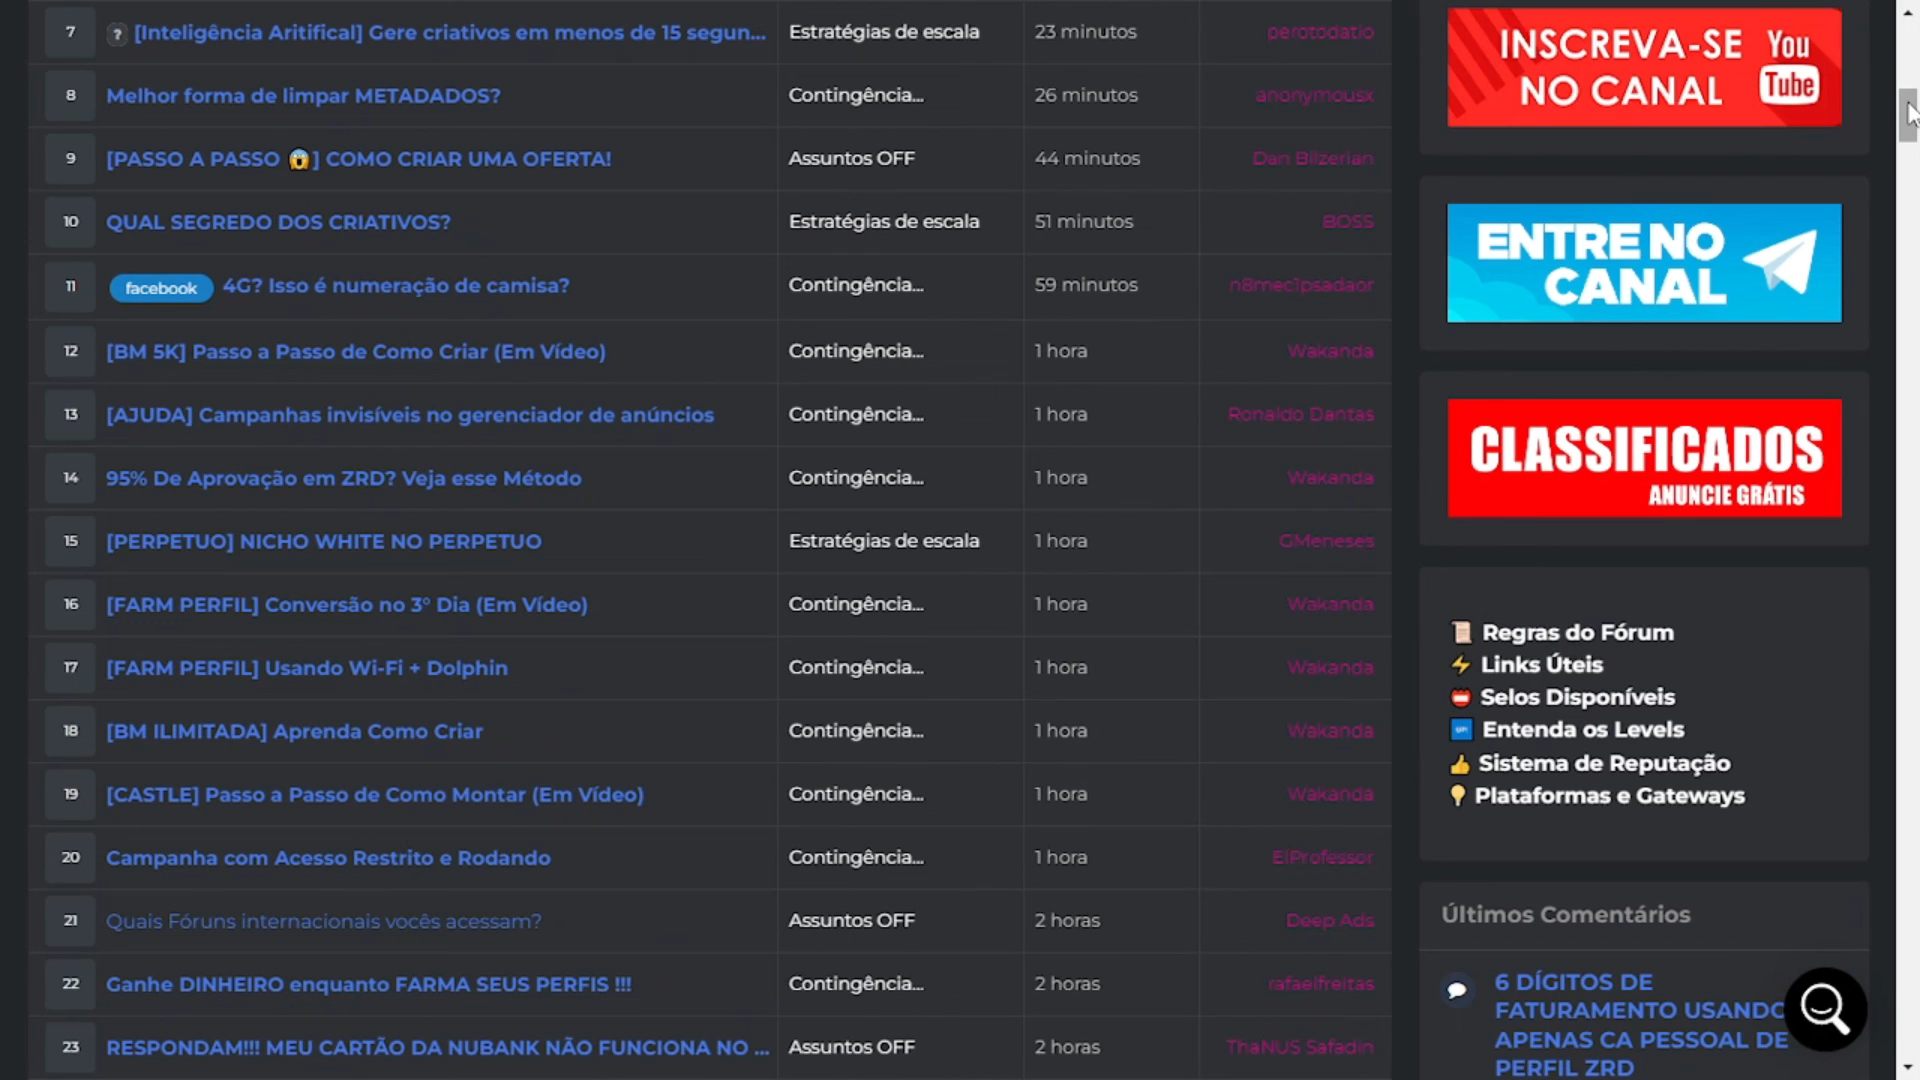 7 [Inteligência Aritifical] Gere criativos em menos de 15 segun... Estratégias de escala 23 minutos perotodatio
8 Melhor forma de limpar METADADOS? Contingência... 26 minutos anonymousx
9 [PASSO A PASSO 😱] COMO CRIAR UMA OFERTA! Assuntos OFF 44 minutos Dan Bilzerian
10 QUAL SEGREDO DOS CRIATIVOS? Estratégias de escala 51 minutos BOSS
11 facebook 4G? Isso é numeração de camisa? Contingência... 59 minutos n8mec1psadaor
12 [BM 5K] Passo a Passo de Como Criar (Em Vídeo) Contingência... 1 hora Wakanda
13 [AJUDA] Campanhas invisíveis no gerenciador de anúncios Contingência... 1 hora Ronaldo Dantas
14 95% De Aprovação em ZRD? Veja esse Método Contingência... 1 hora Wakanda
15 [PERPETUO] NICHO WHITE NO PERPETUO Estratégias de escala 1 hora GMeneses
16 [FARM PERFIL] Conversão no 3° Dia (Em Vídeo) Contingência... 1 hora Wakanda
17 [FARM PERFIL] Usando Wi-Fi + Dolphin Contingência... 1 hora Wakanda
18 [BM ILIMITADA] Aprenda Como Criar Contingência... 1 hora Wakanda
19 [CASTLE] Passo a Passo de Como Montar (Em Vídeo) Contingência... 1 hora Wakanda
20 Campanha com Acesso Restrito e Rodando Contingência... 1 hora ElProfessor
21 Quais Fóruns internacionais vocês acessam? Assuntos OFF 2 horas Deep Ads
22 Ganhe DINHEIRO enquanto FARMA SEUS PERFIS !!! Contingência... 2 horas rafaelfreitas
23 RESPONDAM!!! MEU CARTÃO DA NUBANK NÃO FUNCIONA NO ... Assuntos OFF 2 horas ThaNUS Safadin
INSCREVA-SE
NO CANAL
You
Tube
ENTRE NO
CANAL
CLASSIFICADOS
ANUNCIE GRÁTIS
Regras do Fórum
Links Úteis
Selos Disponíveis
Entenda os Levels
Sistema de Reputação
Plataformas e Gateways
Últimos Comentários
6 DÍGITOS DE
FATURAMENTO USANDO
APENAS CA PESSOAL DE
PERFIL ZRD